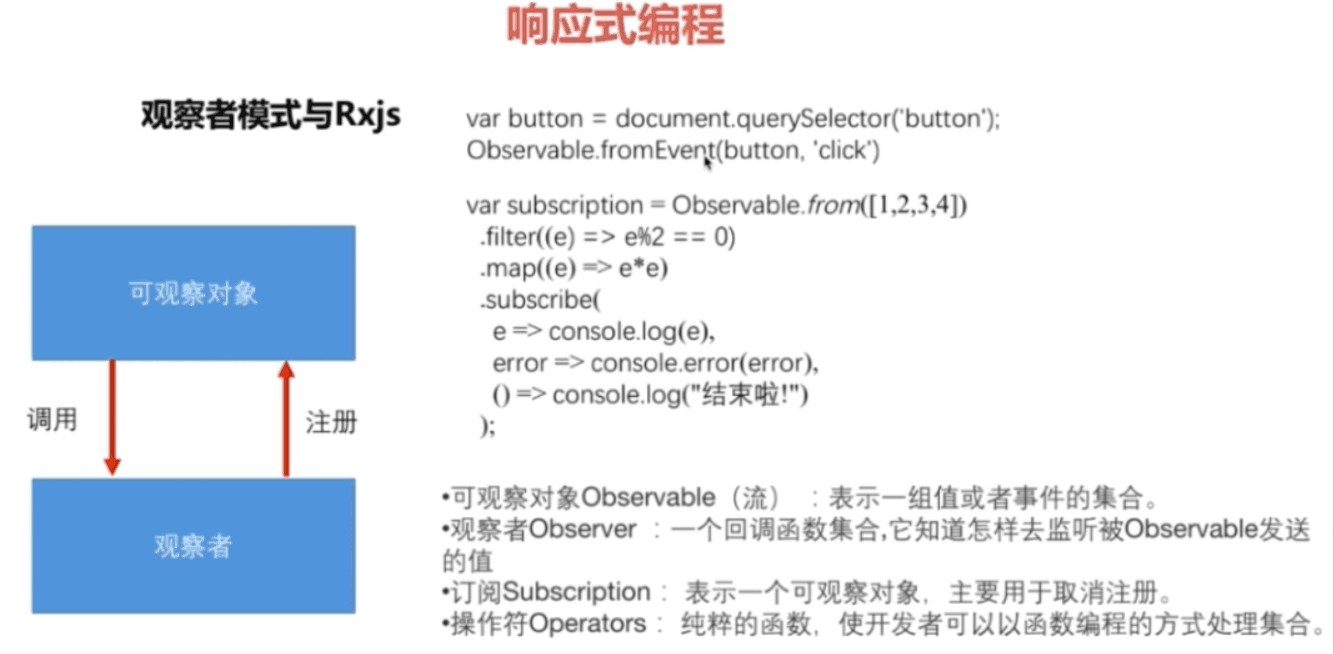 响应式编程
观察者模式与Rxjs
var button = document.querySelector('button');
Observable.fromEvent(button, 'click')
var subscription = Observable.from([1,2,3,4])
.filter((e) => e%2 == 0)
.map((e) => e*e)
.subscribe(
e => console.log(e),
error => console.error(error),
() => console.log("结束啦!")
);
可观察对象
调用
注册
观察者
•可观察对象Observable（流）：表示一组值或者事件的集合。
•观察者Observer ：一个回调函数集合,它知道怎样去监听被Observable发送
的值
•订阅Subscription： 表示一个可观察对象，主要用于取消注册。
•操作符Operators： 纯粹的函数，使开发者可以以函数编程的方式处理集合。